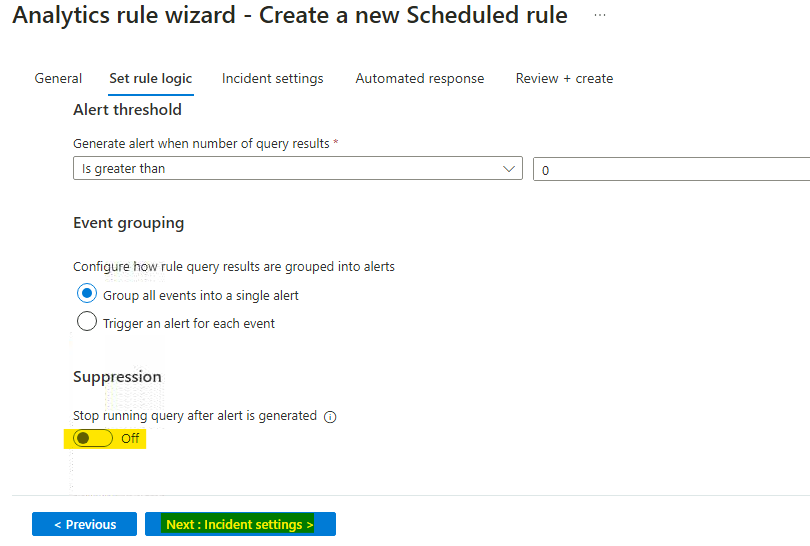 Analytics rule wizard - Create a new Scheduled rule ...
General Set rule logic Incident settings Automated response Review + create
Alert threshold
Generate alert when number of query results *
Is greater than 0
Event grouping
Configure how rule query results are grouped into alerts
Group all events into a single alert
Trigger an alert for each event
Suppression
Stop running query after alert is generated
Off
< Previous Next : Incident settings >